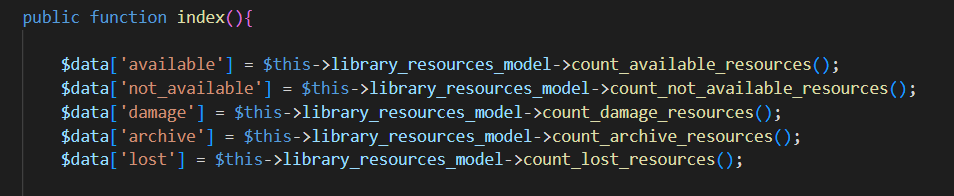 public function index(){
$data['available'] = $this->library_resources_model->count_available_resources();
$data['not_available'] = $this->library_resources_model->count_not_available_resources();
$data['damage'] = $this->library_resources_model->count_damage_resources();
$data['archive'] = $this->library_resources_model->count_archive_resources();
$data['lost'] = $this->library_resources_model->count_lost_resources();